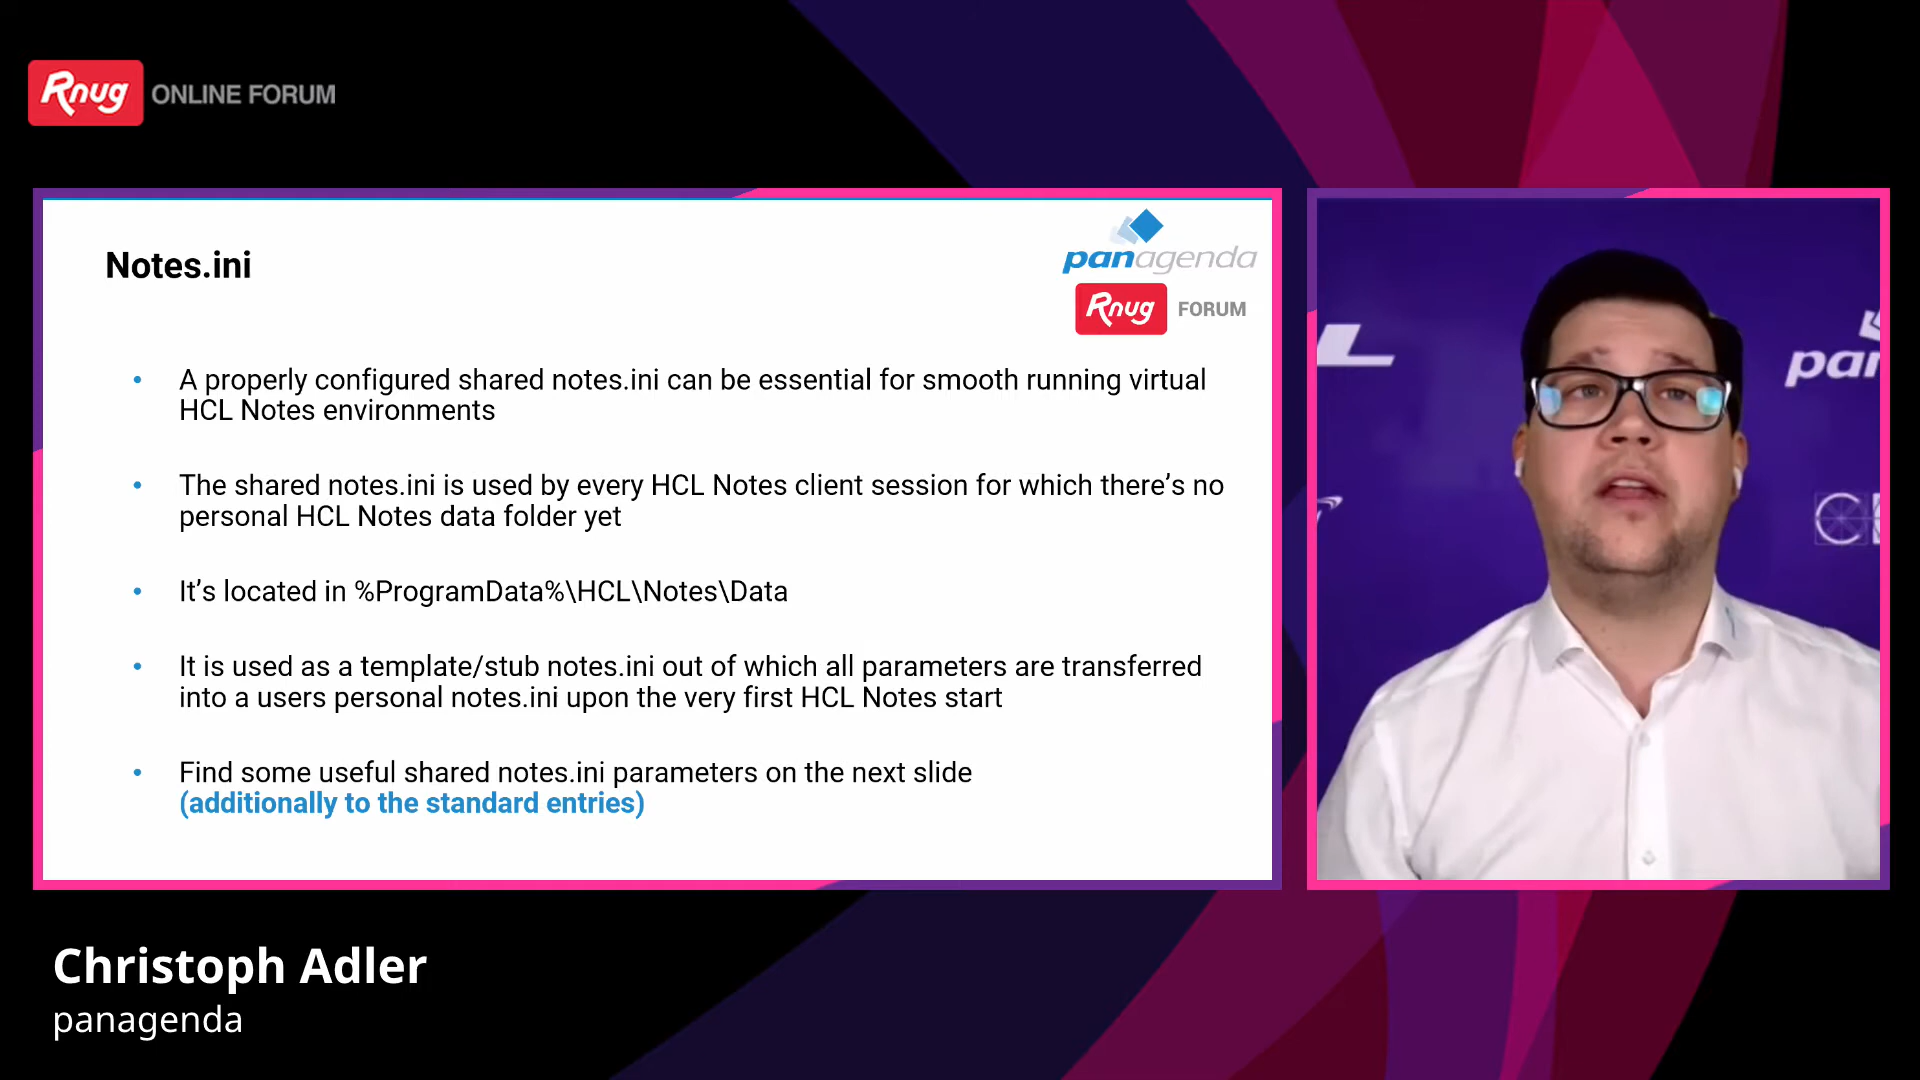 Rnug ONLINE FORUM
Notes.ini
panagenda
Rnug FORUM
• A properly configured shared notes.ini can be essential for smooth running virtual
HCL Notes environments
• The shared notes.ini is used by every HCL Notes client session for which there’s no
personal HCL Notes data folder yet
• It’s located in %ProgramData%\HCL\Notes\Data
• It is used as a template/stub notes.ini out of which all parameters are transferred
into a users personal notes.ini upon the very first HCL Notes start
• Find some useful shared notes.ini parameters on the next slide
(additionally to the standard entries)
L
pan
C
Christoph Adler
panagenda